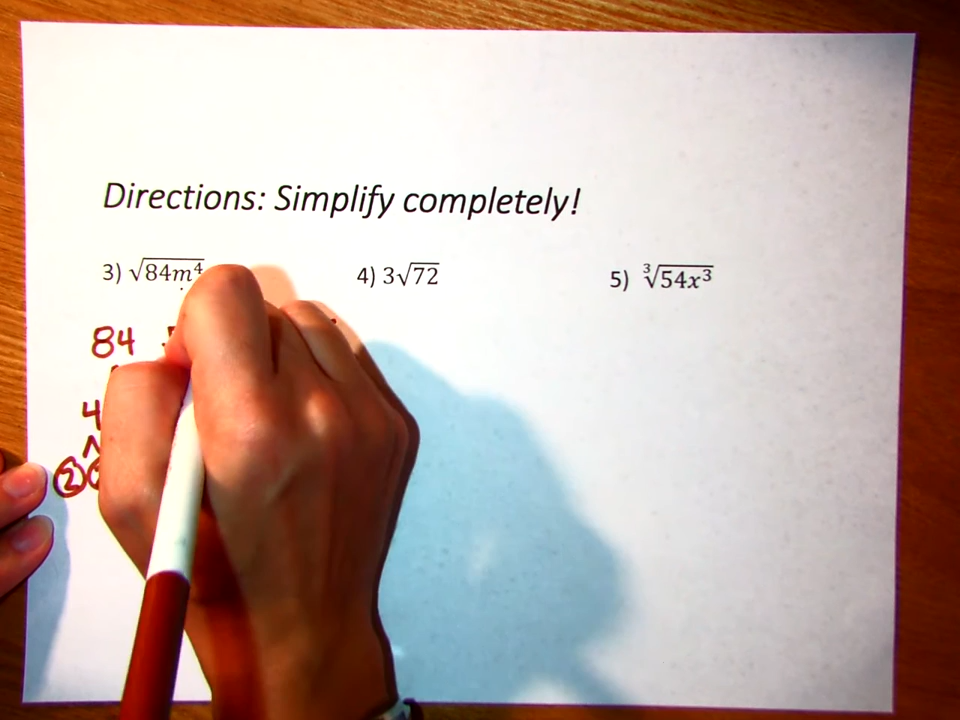 Directions: Simplify completely!
3) √84m⁴ 4) 3√72 5) ∛54x³
84
4
2